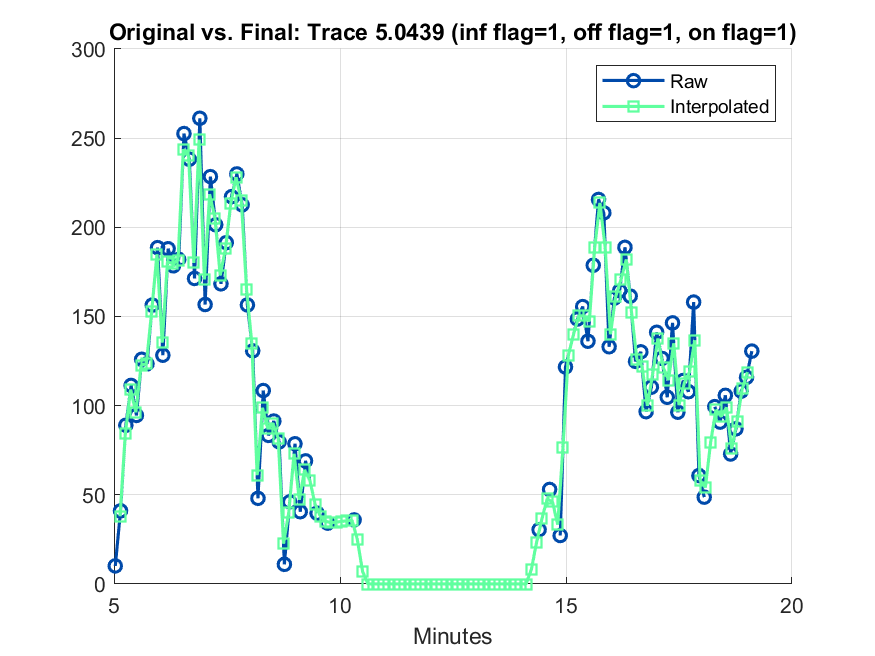 Original vs. Final: Trace 5.0439 (inf flag=1, off flag=1, on flag=1)
300
250
200
150
100
50
0
Raw
Interpolated
5 10 15 20
Minutes